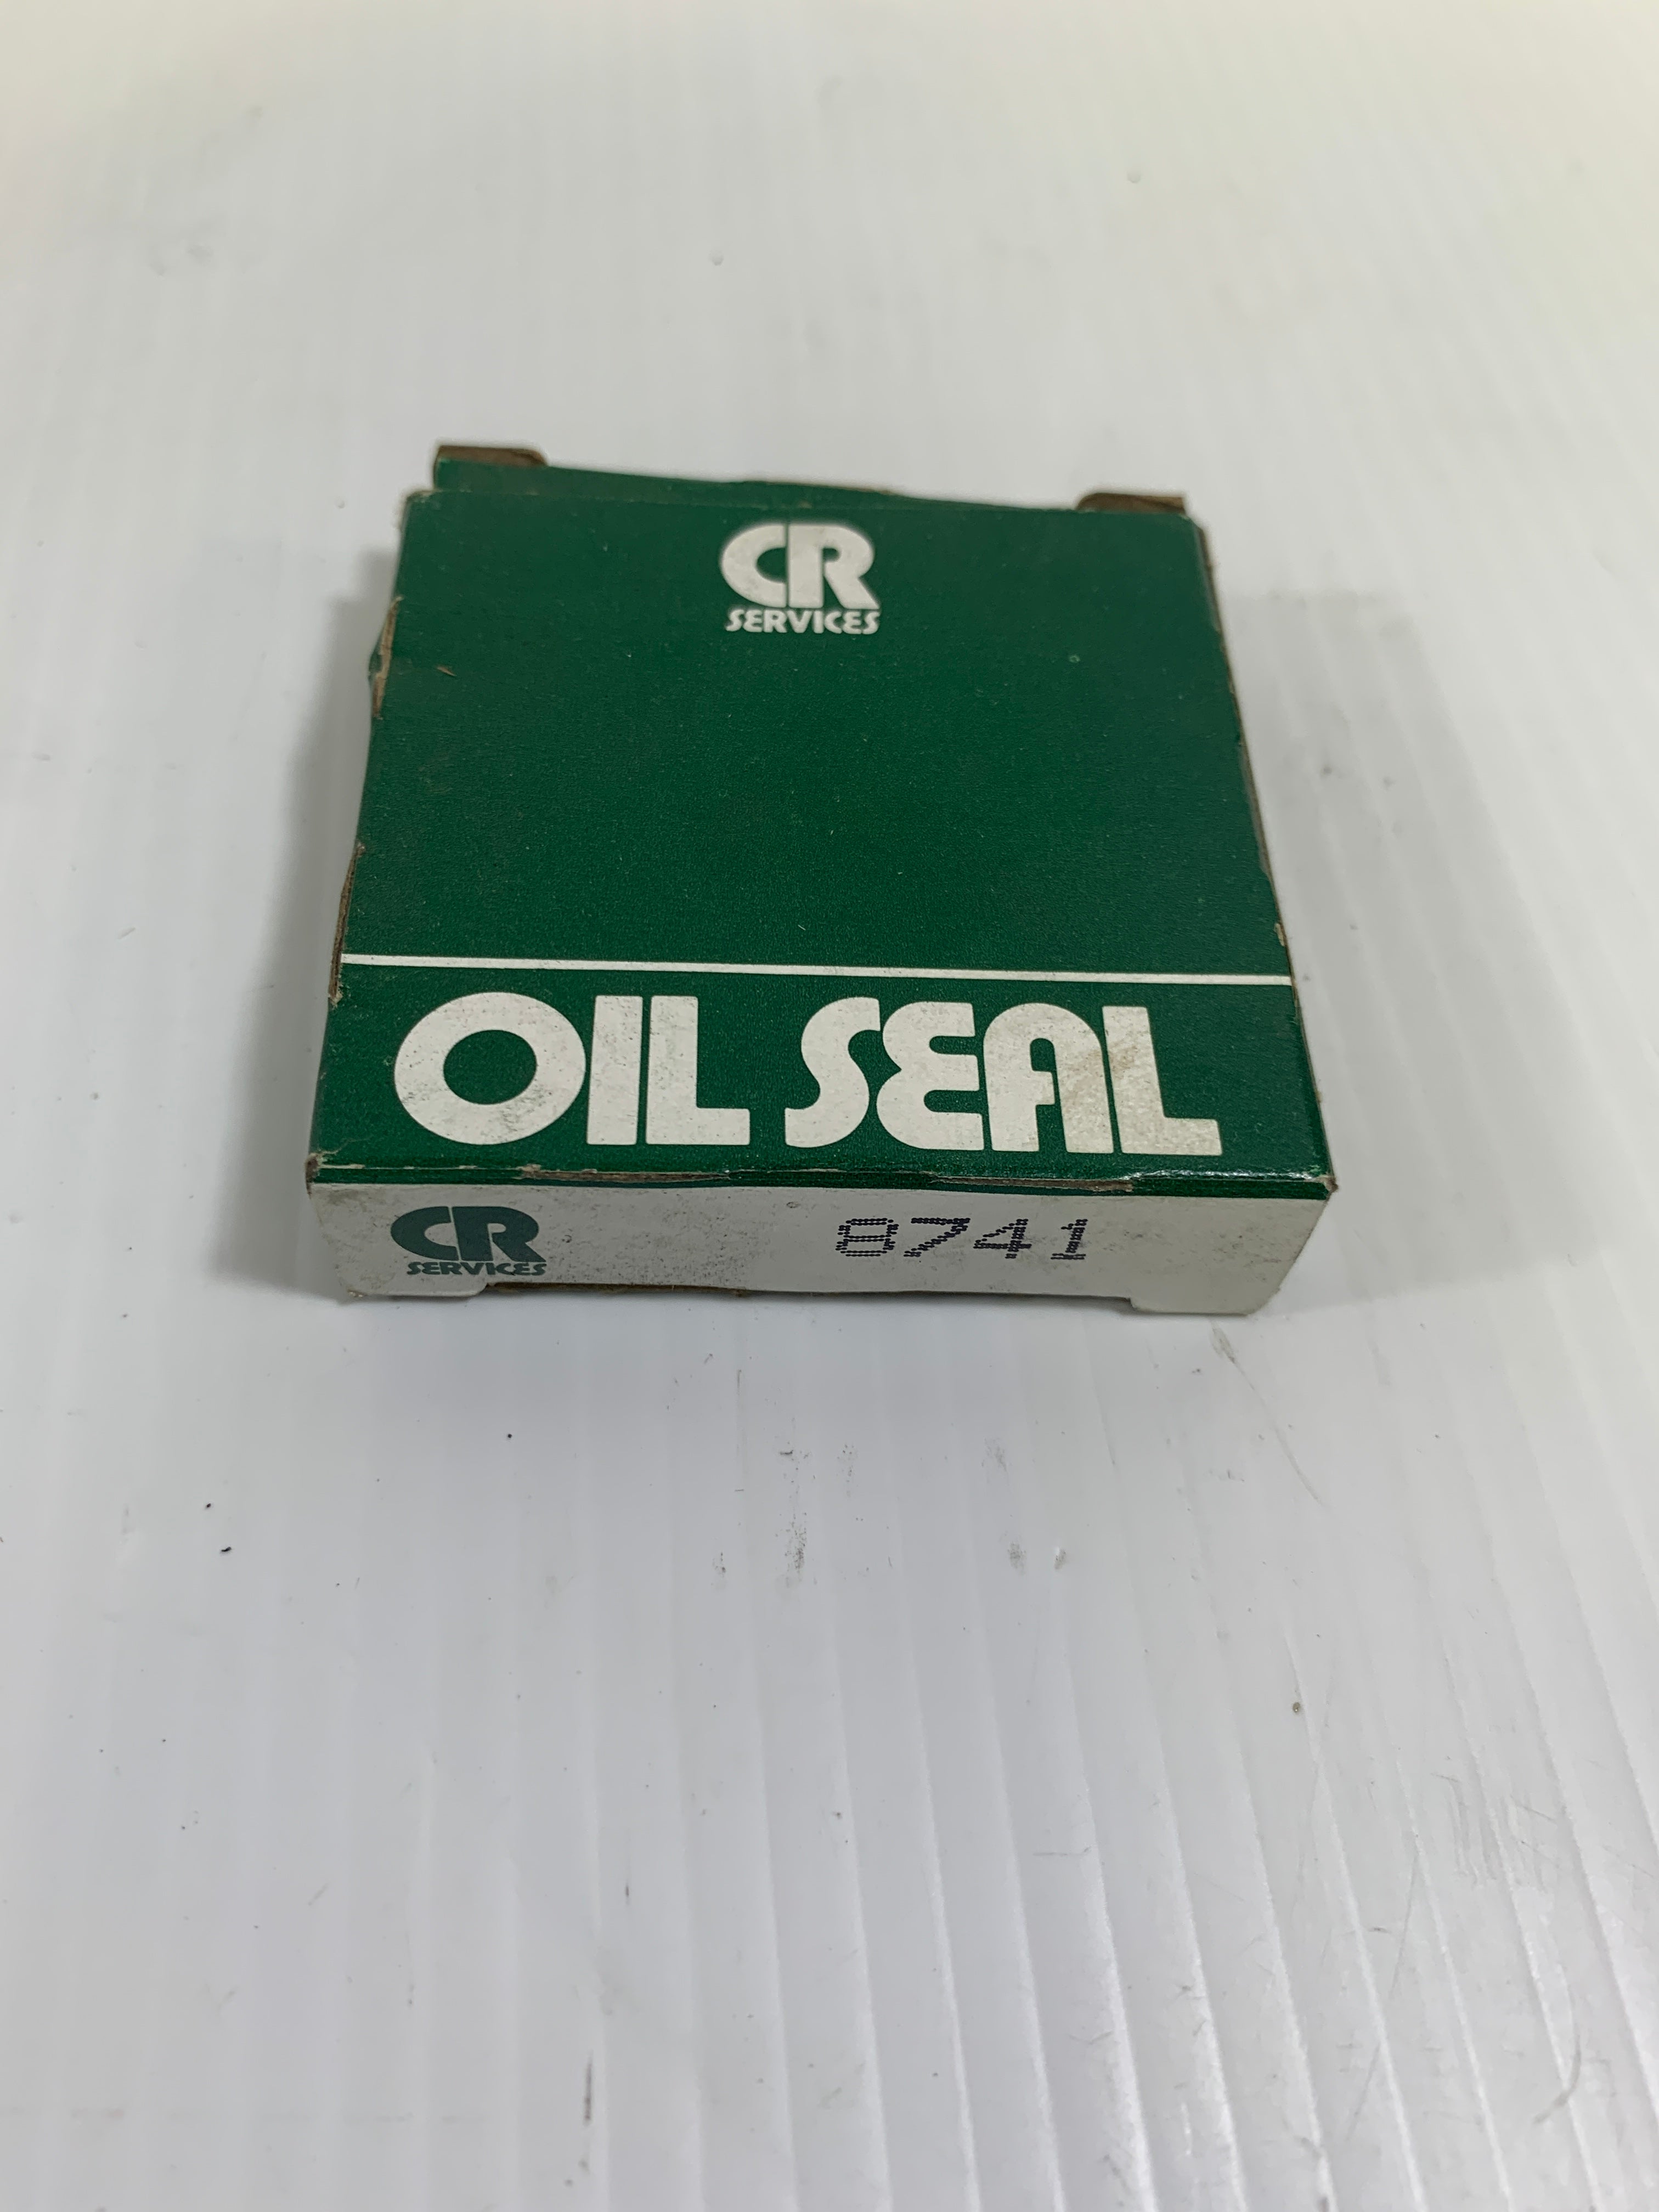 CR
SERVICES
OIL SEAL
CR
SERVICES
8741